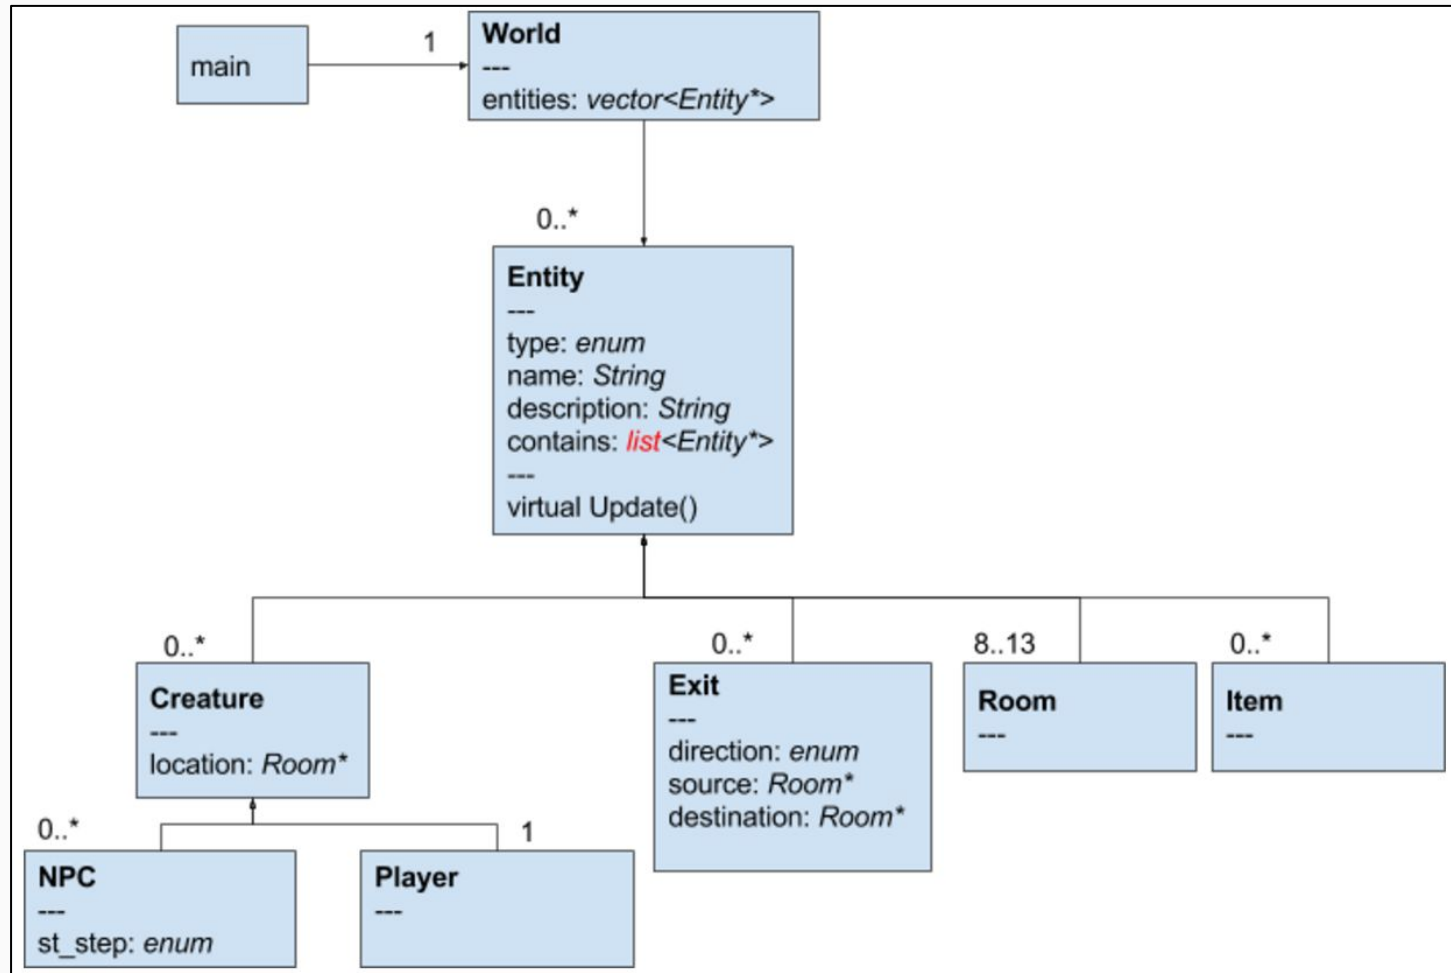 main
1
World
---
entities: vector<Entity*>
0..*
Entity
---
type: enum
name: String
description: String
contains: list<Entity*>
---
virtual Update()
0..*
Creature
---
location: Room*
0..*
Exit
---
direction: enum
source: Room*
destination: Room*
8..13
Room
---
0..*
Item
---
0..*
NPC
---
st_step: enum
1
Player
---